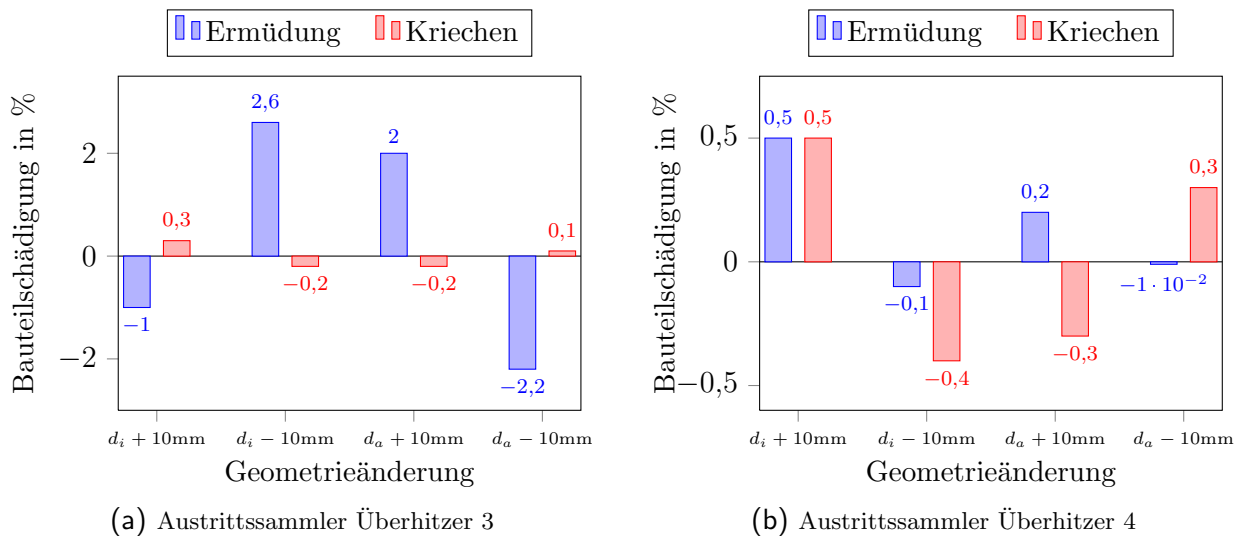 Ermüdung Kriechen
Bauteilschädigung in %
2
0
−2
−1
2,6
2
−2,2
0,3
−0,2
−0,2
0,1
d_i + 10mm d_i − 10mm d_a + 10mm d_a − 10mm
Geometrieänderung
(a) Austrittssammler Überhitzer 3
Ermüdung Kriechen
Bauteilschädigung in %
0,5
0
−0,5
0,5
−0,1
0,2
−1 · 10⁻²
0,5
−0,4
−0,3
0,3
d_i + 10mm d_i − 10mm d_a + 10mm d_a − 10mm
Geometrieänderung
(b) Austrittssammler Überhitzer 4